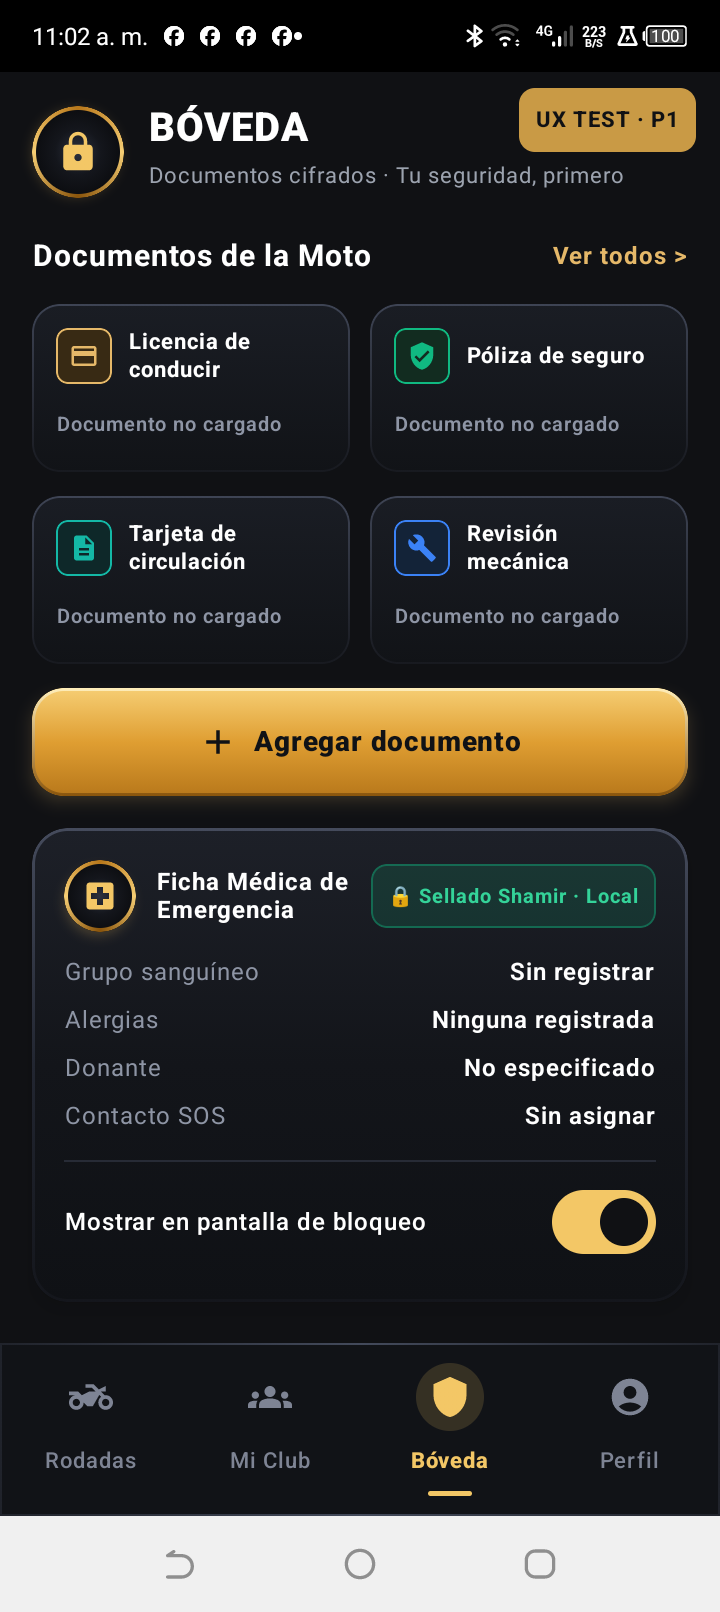 11:02 a. m.
4G
223
B/S
100
BÓVEDA
UX TEST · P1
Documentos cifrados · Tu seguridad, primero
Documentos de la Moto
Ver todos >
Licencia de
conducir
Documento no cargado
Póliza de seguro
Documento no cargado
Tarjeta de
circulación
Documento no cargado
Revisión
mecánica
Documento no cargado
+ Agregar documento
Ficha Médica de
Emergencia
🔒 Sellado Shamir · Local
Grupo sanguíneo Sin registrar
Alergias Ninguna registrada
Donante No especificado
Contacto SOS Sin asignar
Mostrar en pantalla de bloqueo
Rodadas
Mi Club
Bóveda
Perfil